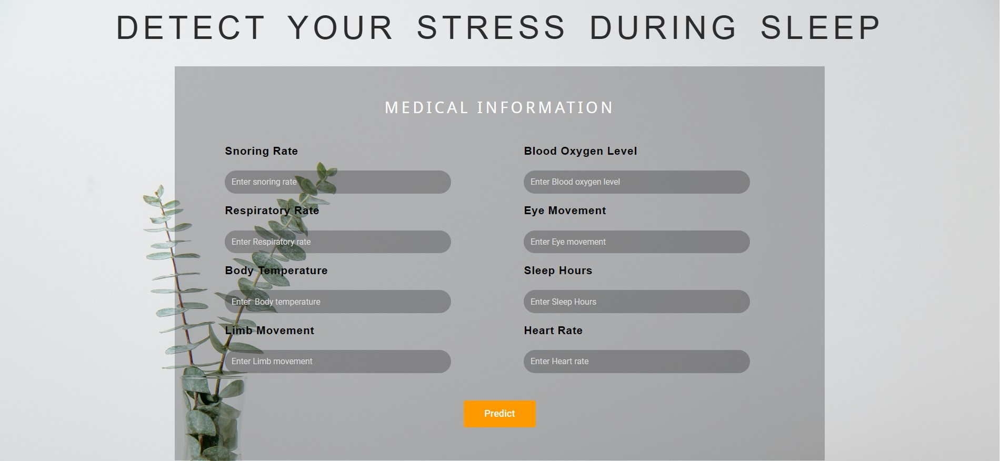 DETECT YOUR STRESS DURING SLEEP
MEDICAL INFORMATION
Snoring Rate
Enter snoring rate
Blood Oxygen Level
Enter Blood oxygen level
Respiratory Rate
Enter Respiratory rate
Eye Movement
Enter Eye movement
Body Temperature
Enter Body temperature
Sleep Hours
Enter Sleep Hours
Limb Movement
Enter Limb movement
Heart Rate
Enter Heart rate
Predict